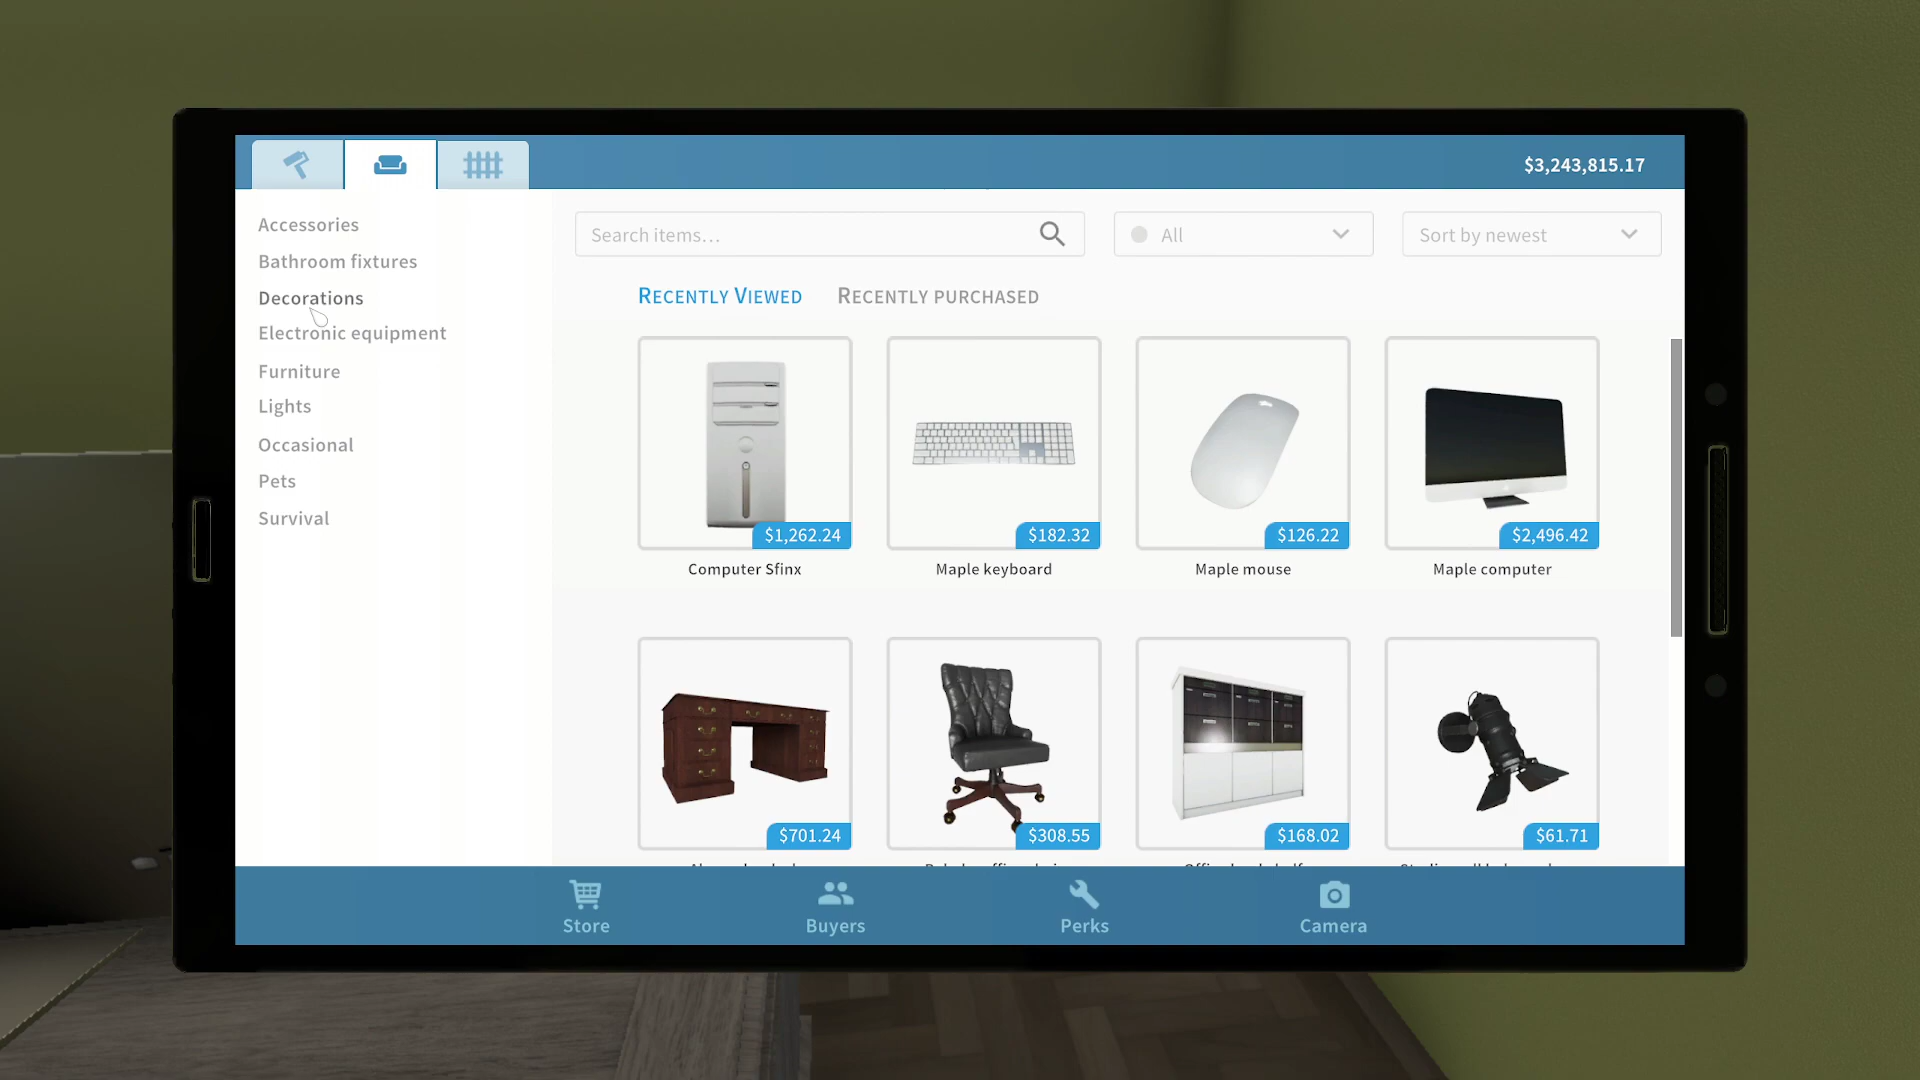 $3,243,815.17
Accessories
Bathroom fixtures
Decorations
Electronic equipment
Furniture
Lights
Occasional
Pets
Survival
Search items...
All
Sort by newest
RECENTLY VIEWED
RECENTLY PURCHASED
$1,262.24
$182.32
$126.22
$2,496.42
Computer Sfinx
Maple keyboard
Maple mouse
Maple computer
$701.24
$308.55
$168.02
$61.71
Store
Buyers
Perks
Camera